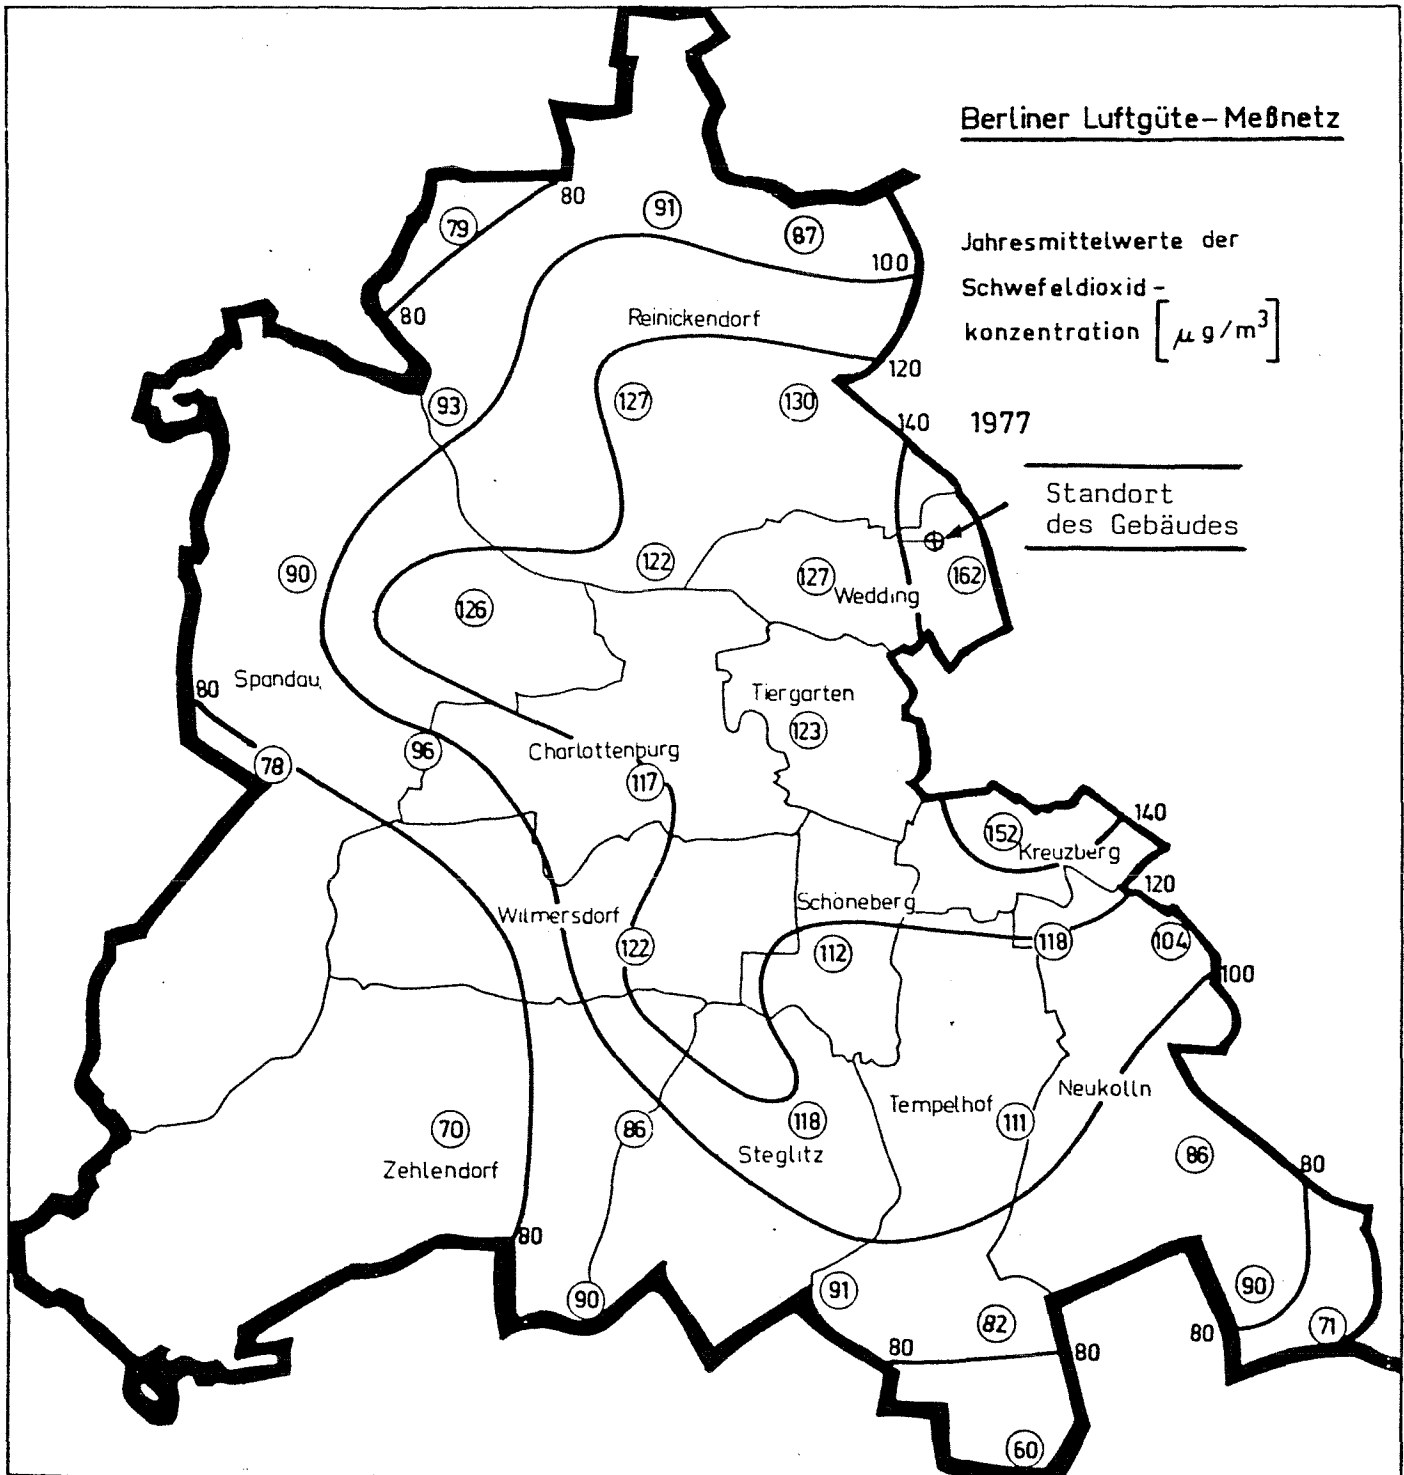 Berliner Luftgüte-Meßnetz
80
91
79
87
Jahresmittelwerte der
100
Schwefeldioxid-
80
Reinickendorf
konzentration [µg/m³]
120
93
127
130
140
1977
Standort
des Gebäudes
122
90
127
162
126
Wedding
Spandau
80
Tiergarten
123
96
Charlottenburg
78
117
140
152
Kreuzberg
120
Schöneberg
Wilmersdorf
122
118
104
112
100
Neukölln
Tempelhof
70
86
118
111
Steglitz
86
Zehlendorf
80
80
90
91
90
82
71
80
80
80
60